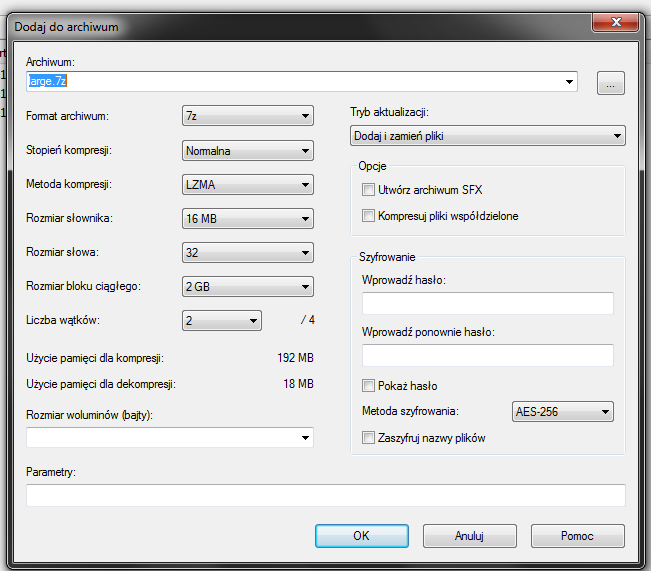 Dodaj do archiwum
Archiwum:
large.7z
...
Format archiwum:
7z
Stopień kompresji:
Normalna
Metoda kompresji:
LZMA
Rozmiar słownika:
16 MB
Rozmiar słowa:
32
Rozmiar bloku ciągłego:
2 GB
Liczba wątków:
2
/ 4
Użycie pamięci dla kompresji:
192 MB
Użycie pamięci dla dekompresji:
18 MB
Rozmiar woluminów (bajty):
Tryb aktualizacji:
Dodaj i zamień pliki
Opcje
Utwórz archiwum SFX
Kompresuj pliki współdzielone
Szyfrowanie
Wprowadź hasło:
Wprowadź ponownie hasło:
Pokaż hasło
Metoda szyfrowania:
AES-256
Zaszyfruj nazwy plików
Parametry:
OK
Anuluj
Pomoc